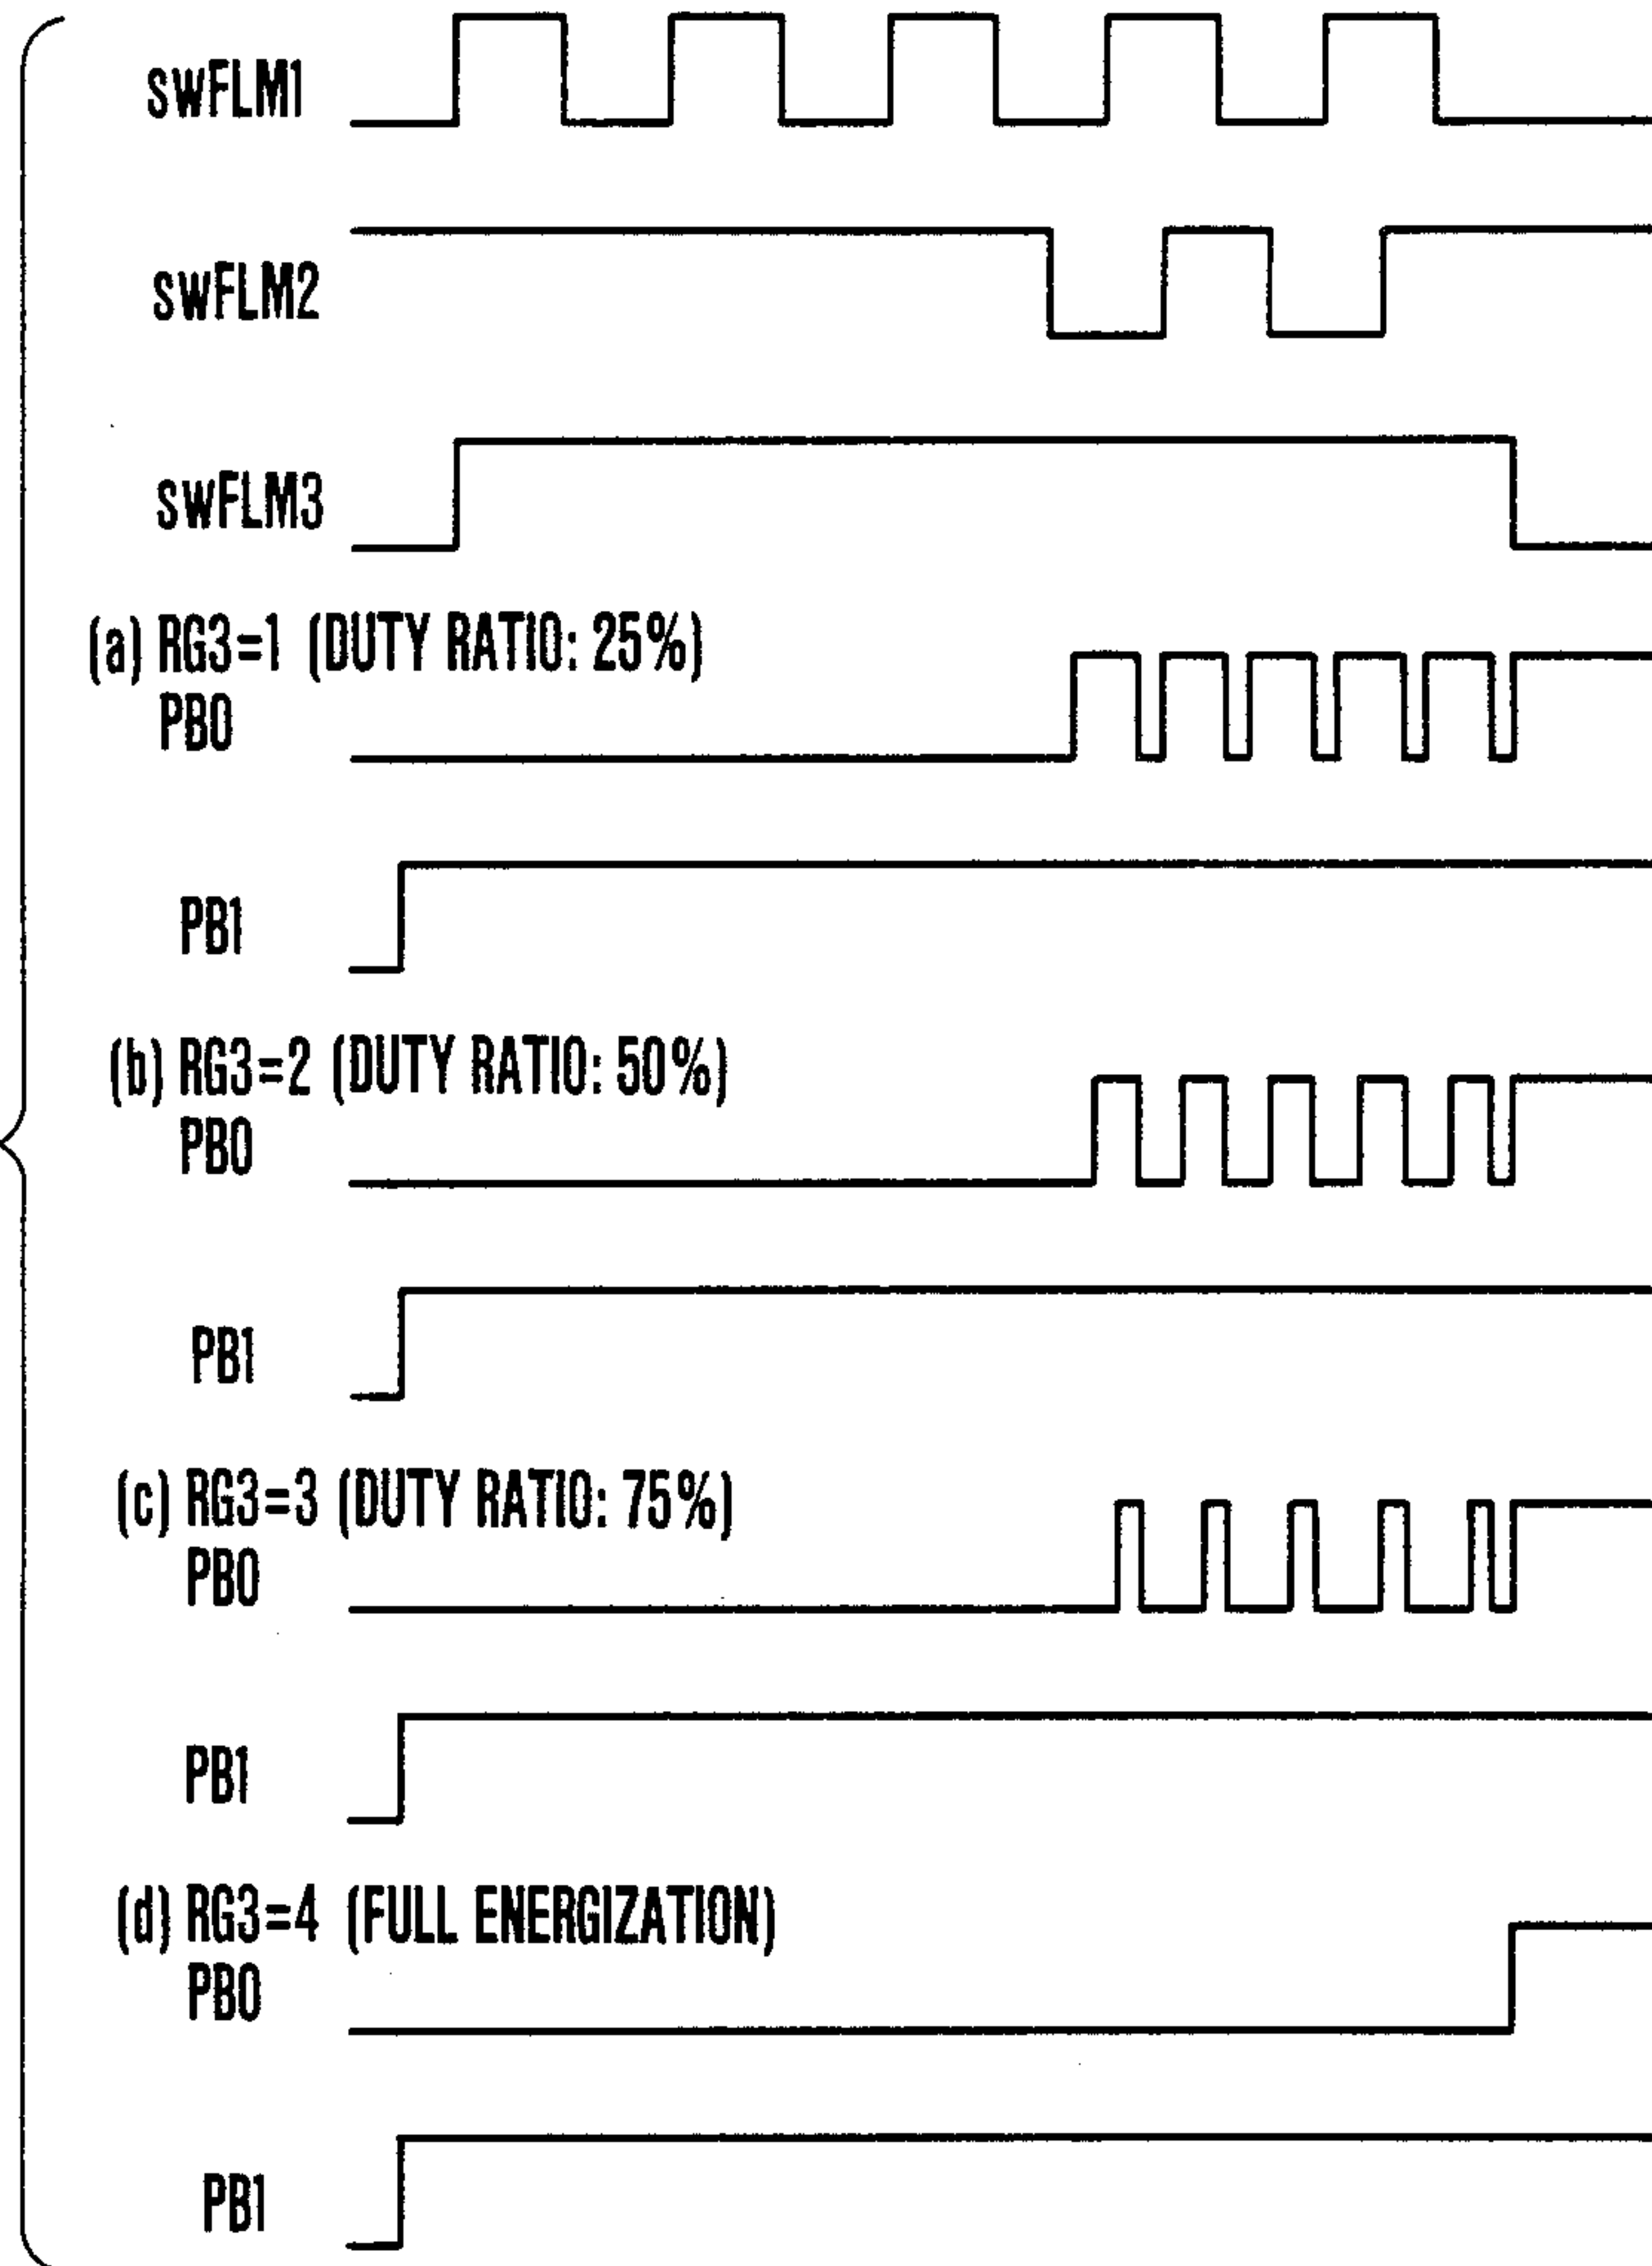 swFLM1
swFLM2
swFLM3
(a) RG3=1 (DUTY RATIO: 25%)
PB0
PB1
(b) RG3=2 (DUTY RATIO: 50%)
PB0
PB1
(c) RG3=3 (DUTY RATIO: 75%)
PB0
PB1
(d) RG3=4 (FULL ENERGIZATION)
PB0
PB1